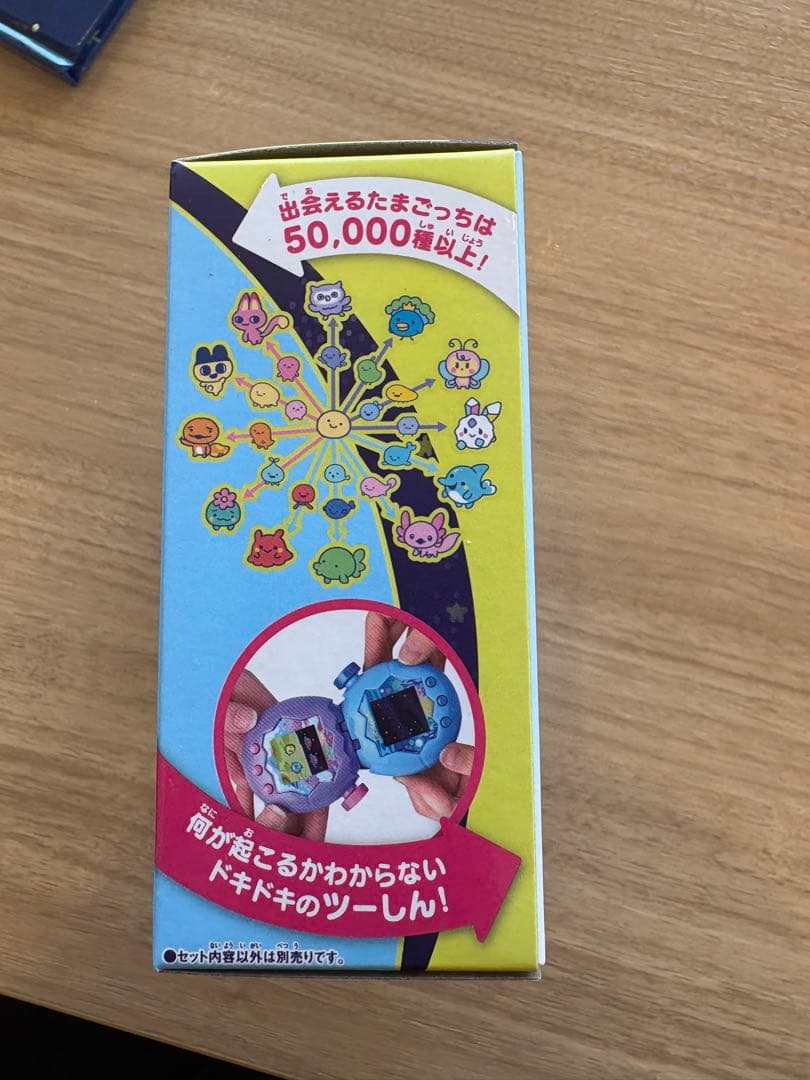 出会えるたまごっちは
50,000種以上!
何が起こるかわからない
ドキドキのツーしん!
●セット内容以外は別売りです。